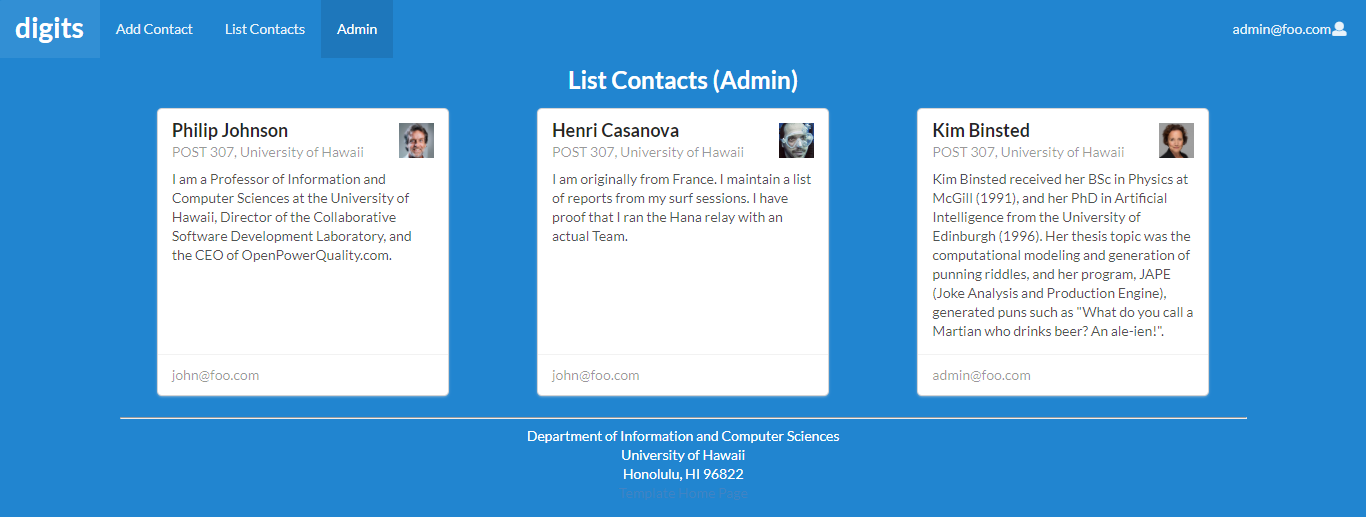 digits
Add Contact
List Contacts
Admin
admin@foo.com
List Contacts (Admin)
Philip Johnson
POST 307, University of Hawaii
I am a Professor of Information and
Computer Sciences at the University of
Hawaii, Director of the Collaborative
Software Development Laboratory, and
the CEO of OpenPowerQuality.com.
john@foo.com
Henri Casanova
POST 307, University of Hawaii
I am originally from France. I maintain a list
of reports from my surf sessions. I have
proof that I ran the Hana relay with an
actual Team.
john@foo.com
Kim Binsted
POST 307, University of Hawaii
Kim Binsted received her BSc in Physics at
McGill (1991), and her PhD in Artificial
Intelligence from the University of
Edinburgh (1996). Her thesis topic was the
computational modeling and generation of
punning riddles, and her program, JAPE
(Joke Analysis and Production Engine),
generated puns such as "What do you call a
Martian who drinks beer? An ale-ien!".
admin@foo.com
Department of Information and Computer Sciences
University of Hawaii
Honolulu, HI 96822
Template Home Page